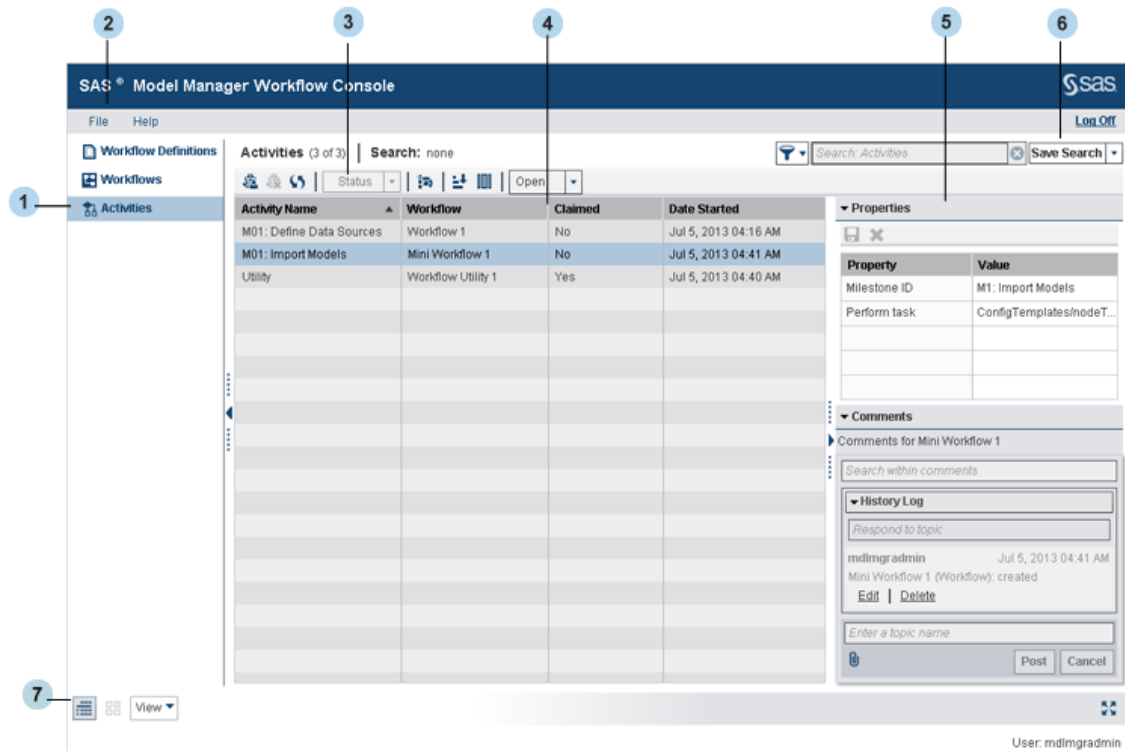 2 3 4 5 6
SAS ® Model Manager Workflow Console
sas
File Help Log Off
Workflow Definitions
Workflows
1
Activities
Activities (3 of 3) Search: none
Search: Activities
Save Search
Status
Open
Activity Name Workflow Claimed Date Started
M01: Define Data Sources Workflow 1 No Jul 5, 2013 04:16 AM
M01: Import Models Mini Workflow 1 No Jul 5, 2013 04:41 AM
Utility Workflow Utility 1 Yes Jul 5, 2013 04:40 AM
Properties
Property Value
Milestone ID M1: Import Models
Perform task ConfigTemplates/nodeT...
Comments
Comments for Mini Workflow 1
Search within comments
History Log
Respond to topic
mdlmgradmin Jul 5, 2013 04:41 AM
Mini Workflow 1 (Workflow): created
Edit | Delete
Enter a topic name
Post Cancel
7
View
User: mdlmgradmin